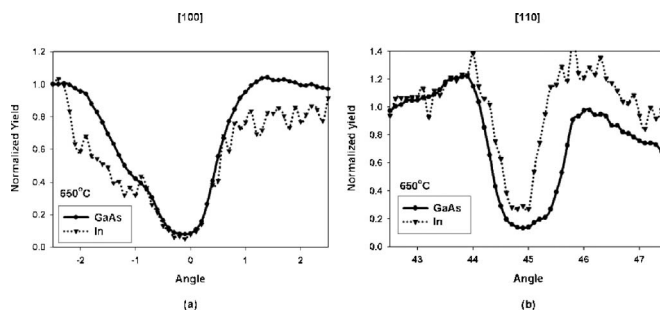 [100]
1.2
1.0
0.8
0.6
0.4
0.2
0.0
Normalized Yield
650°C
GaAs
In
-2
-1
0
1
2
Angle
(a)
[110]
1.4
1.2
1.0
0.8
0.6
0.4
0.2
0.0
Normalized yield
650°C
GaAs
In
43
44
45
46
47
Angle
(b)